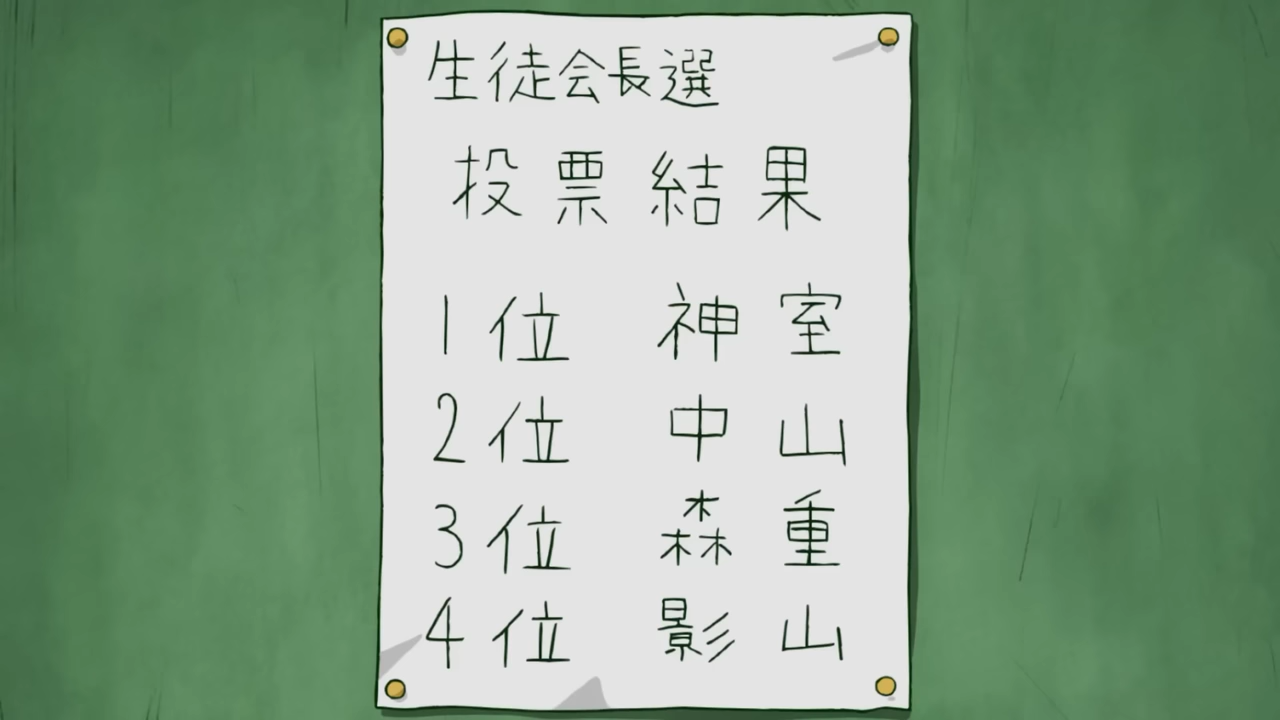 生徒会長選
投票結果
1位 神室
2位 中山
3位 森重
4位 影山